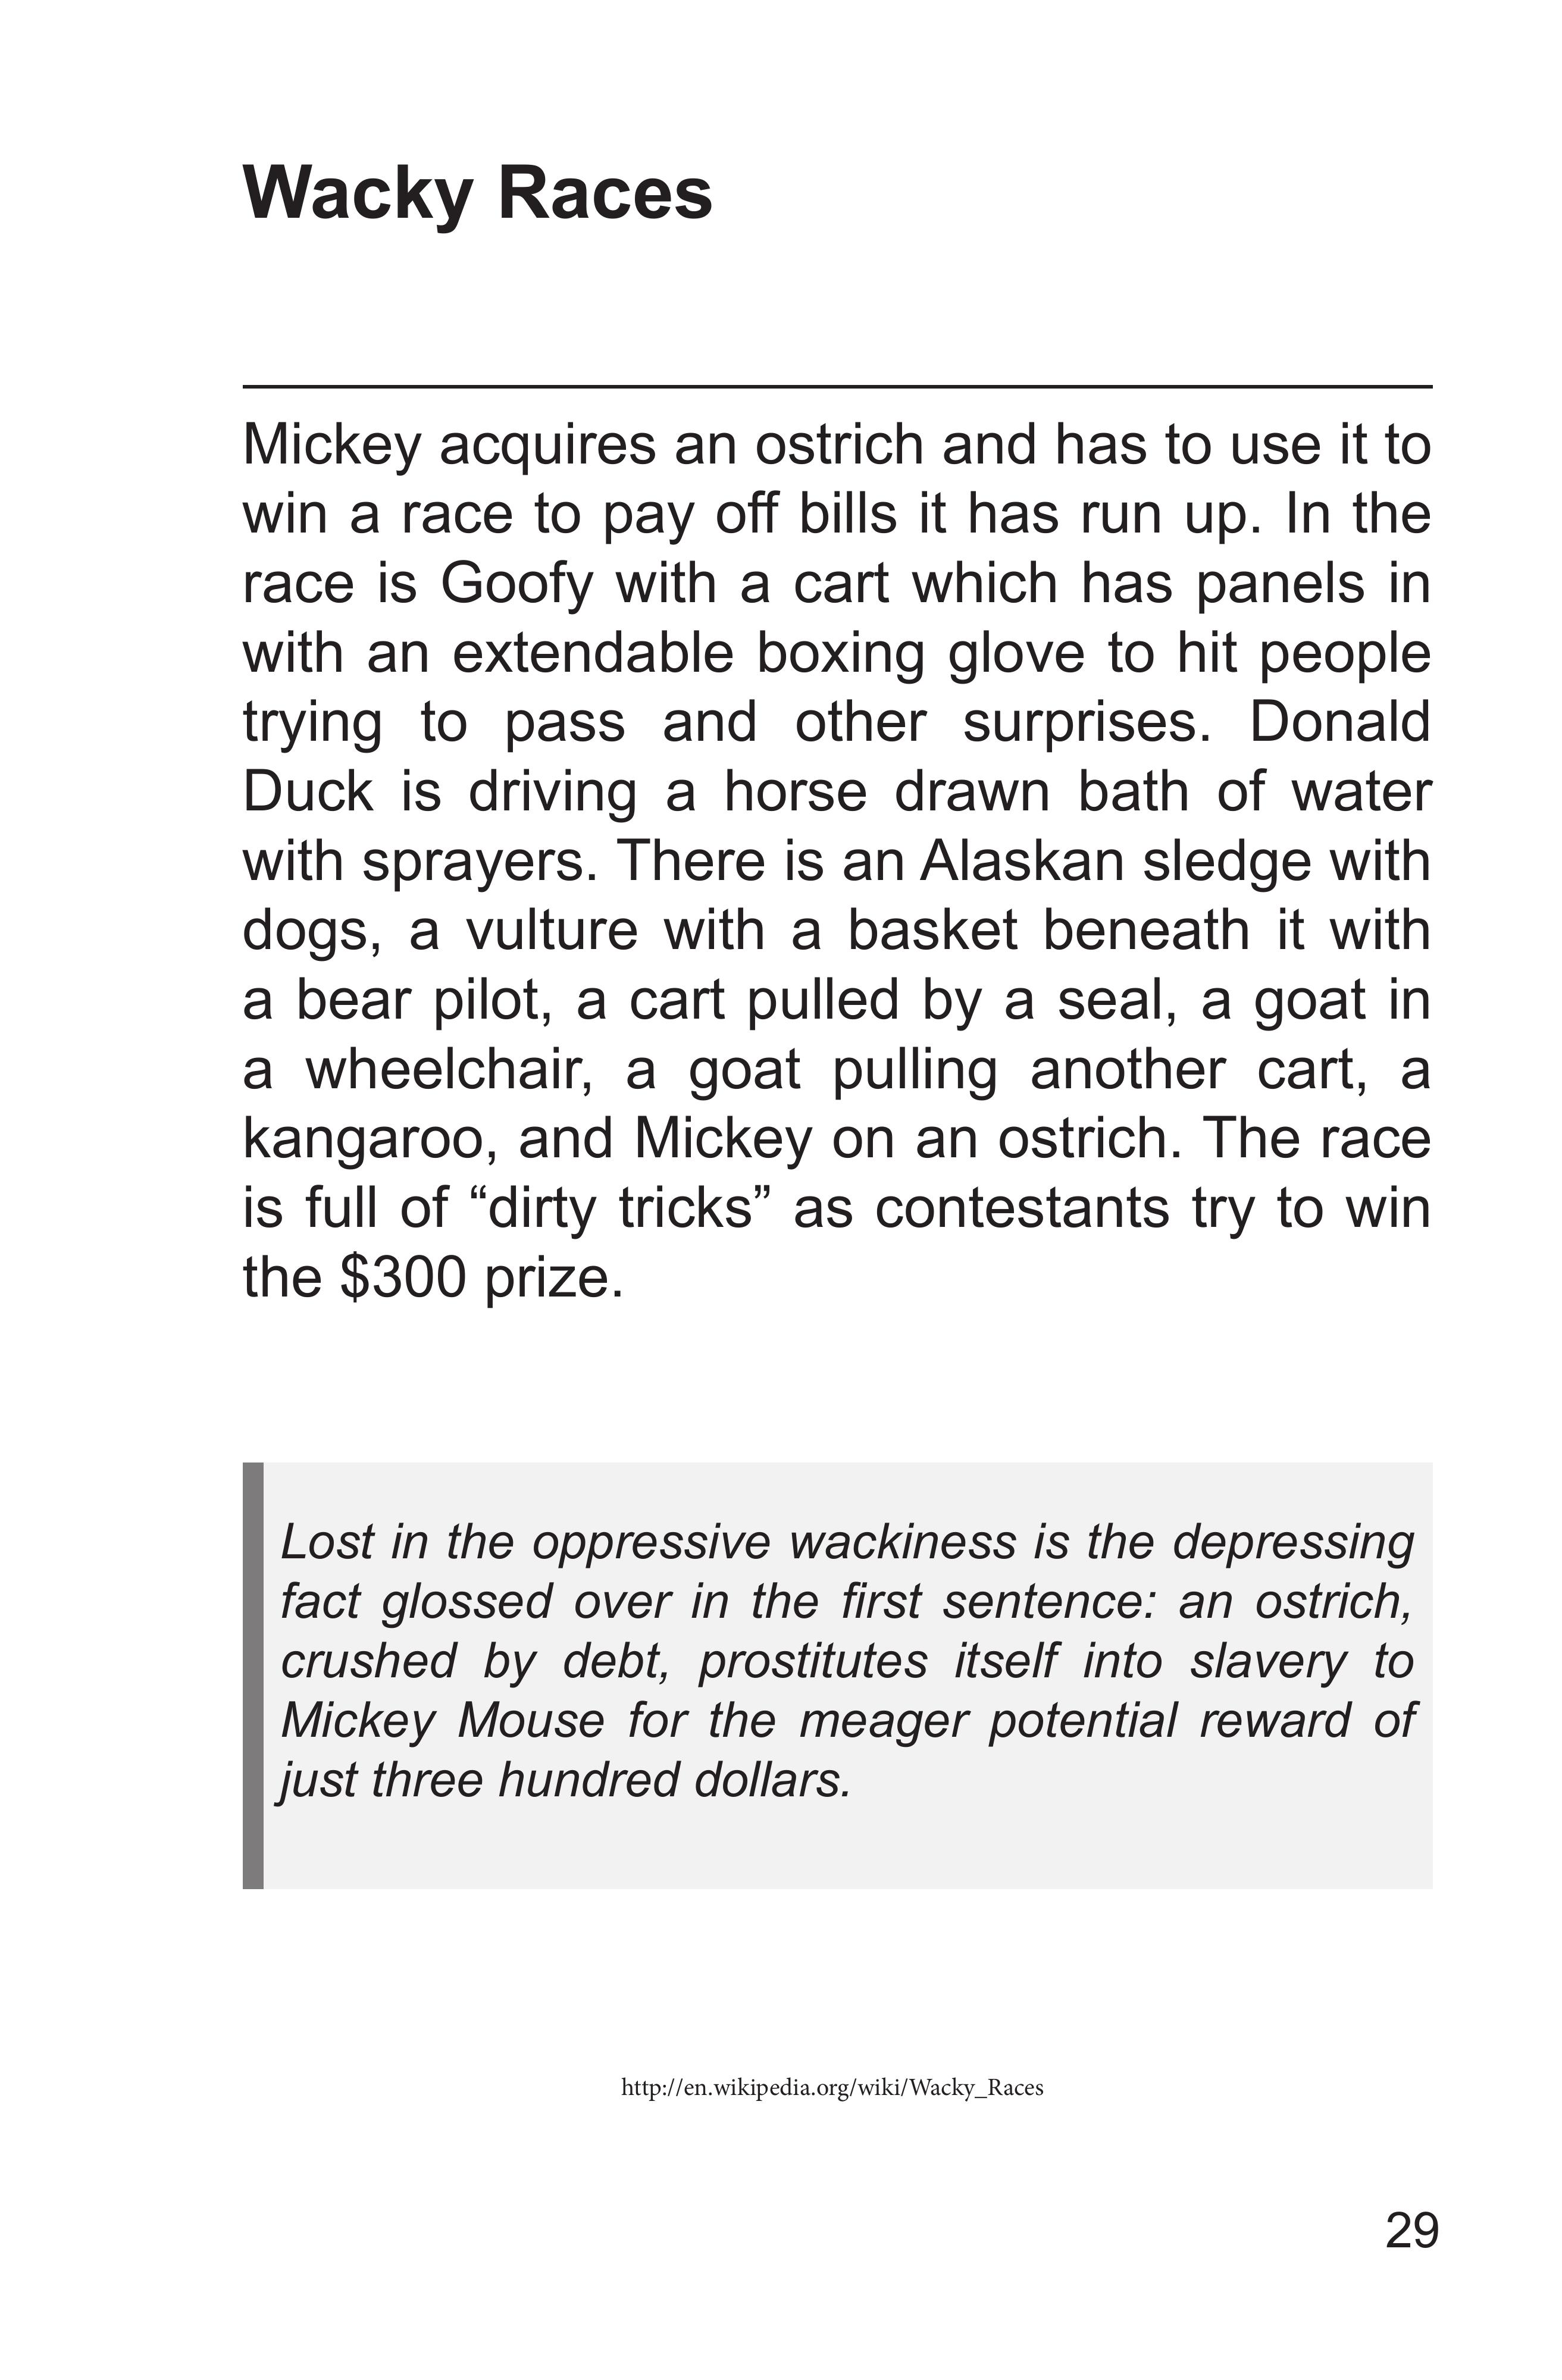 Wacky Races
Mickey acquires an ostrich and has to use it to
win a race to pay off bills it has run up. In the
race is Goofy with a cart which has panels in
with an extendable boxing glove to hit people
trying to pass and other surprises. Donald
Duck is driving a horse drawn bath of water
with sprayers. There is an Alaskan sledge with
dogs, a vulture with a basket beneath it with
a bear pilot, a cart pulled by a seal, a goat in
a wheelchair, a goat pulling another cart, a
kangaroo, and Mickey on an ostrich. The race
is full of “dirty tricks” as contestants try to win
the $300 prize.
Lost in the oppressive wackiness is the depressing
fact glossed over in the first sentence: an ostrich,
crushed by debt, prostitutes itself into slavery to
Mickey Mouse for the meager potential reward of
just three hundred dollars.
http://en.wikipedia.org/wiki/Wacky_Races
29